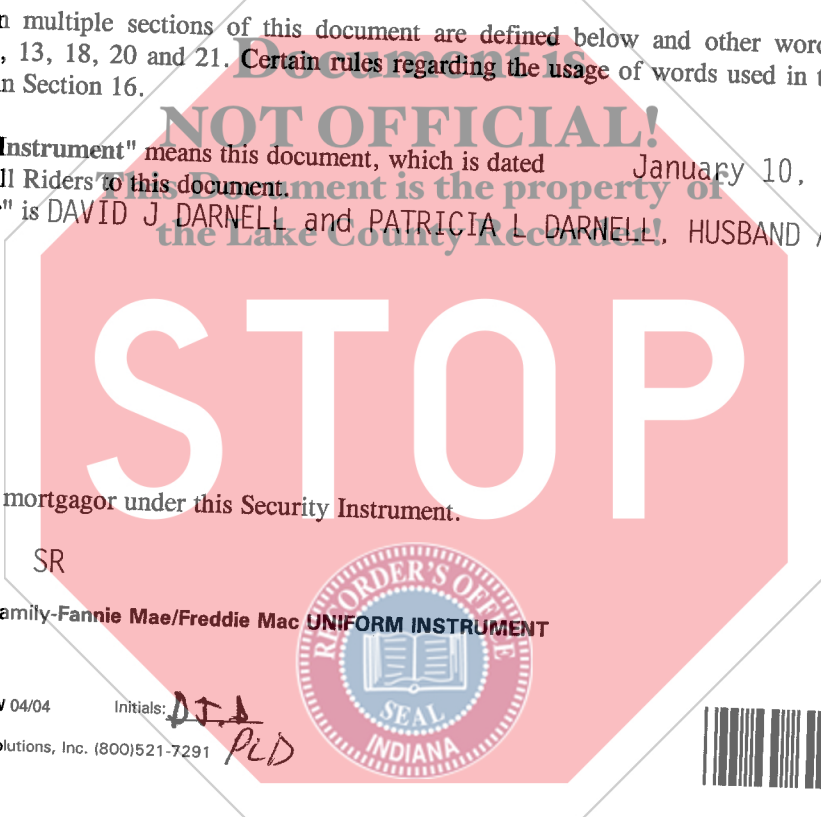 n multiple sections of this document are defined below and other word
, 13, 18, 20 and 21. Certain rules regarding the usage of words used in t
n Section 16.
Document is
NOT OFFICIAL!
This Document is the property of
the Lake County Recorder!
Instrument" means this document, which is dated January 10,
ll Riders to this document.
" is DAVID J DARNELL and PATRICIA L DARNELL, HUSBAND
STOP
mortgagor under this Security Instrument.
SR
amily-Fannie Mae/Freddie Mac UNIFORM INSTRUMENT
04/04 Initials: DJD
PLD
olutions, Inc. (800)521-7291
RECORDER'S OFFICE
SEAL
INDIANA